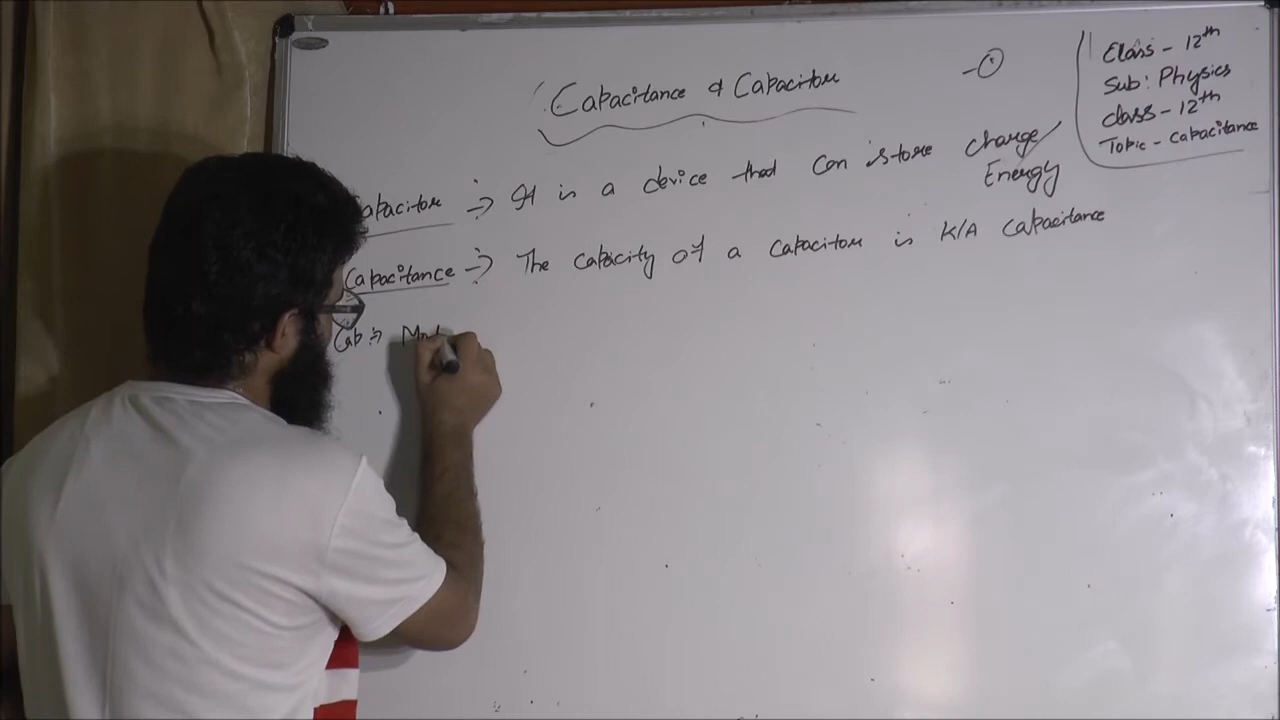 Capacitance & Capacitor
①
Class - 12th
Sub: Physics
class - 12th
Topic - capacitance
Capacitor :→ It is a device that can store charge/
Energy
Capacitance :→ The capacity of a capacitor is K/A capacitance
Cap :→